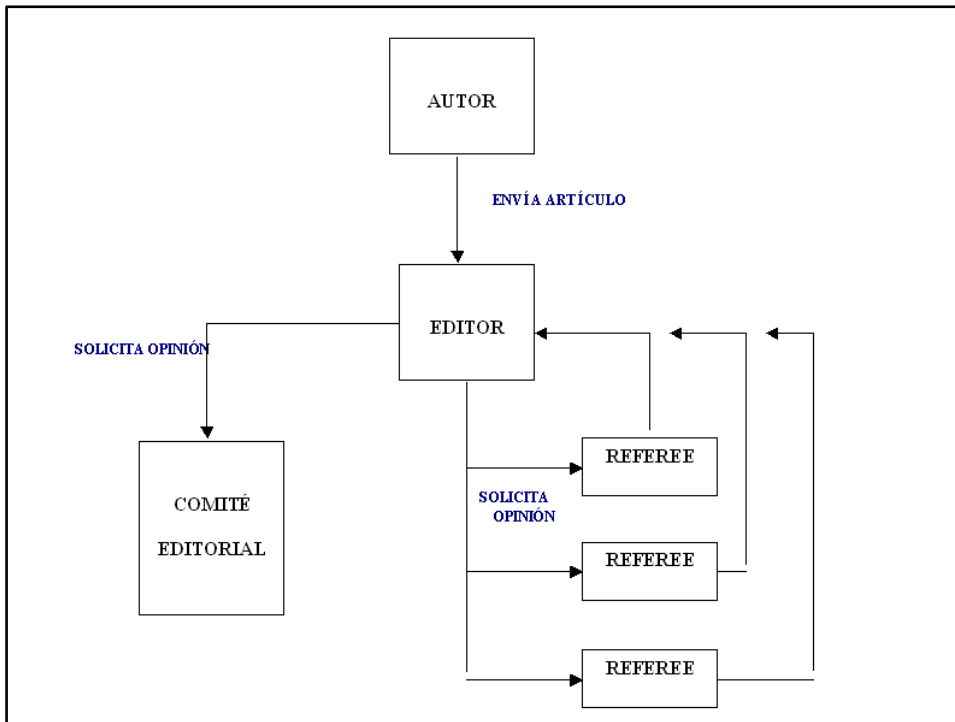 AUTOR
ENVÍA ARTÍCULO
EDITOR
SOLICITA OPINIÓN
COMITÉ
EDITORIAL
REFEREE
SOLICITA
OPINIÓN
REFEREE
REFEREE